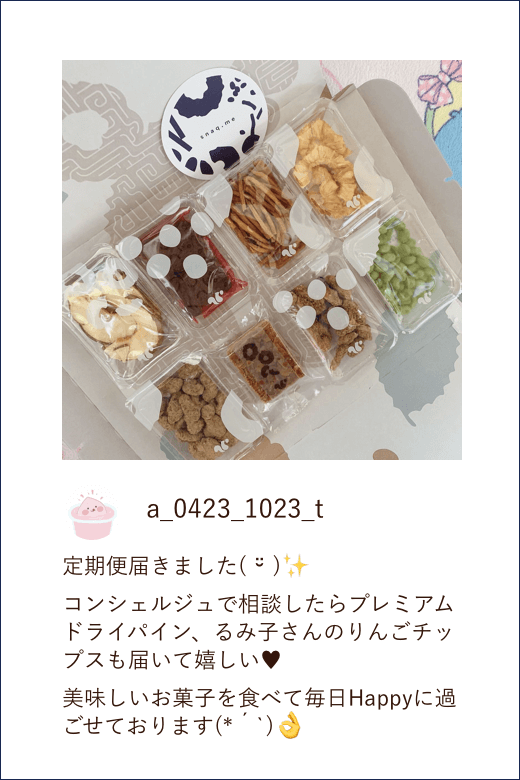 snaq.me
a_0423_1023_t
定期便届きました( ᵕ̈ )✨
コンシェルジュで相談したらプレミアム
ドライパイン、るみ子さんのりんごチッ
プスも届いて嬉しい♥
美味しいお菓子を食べて毎日Happyに過
ごせております(*´`)👌